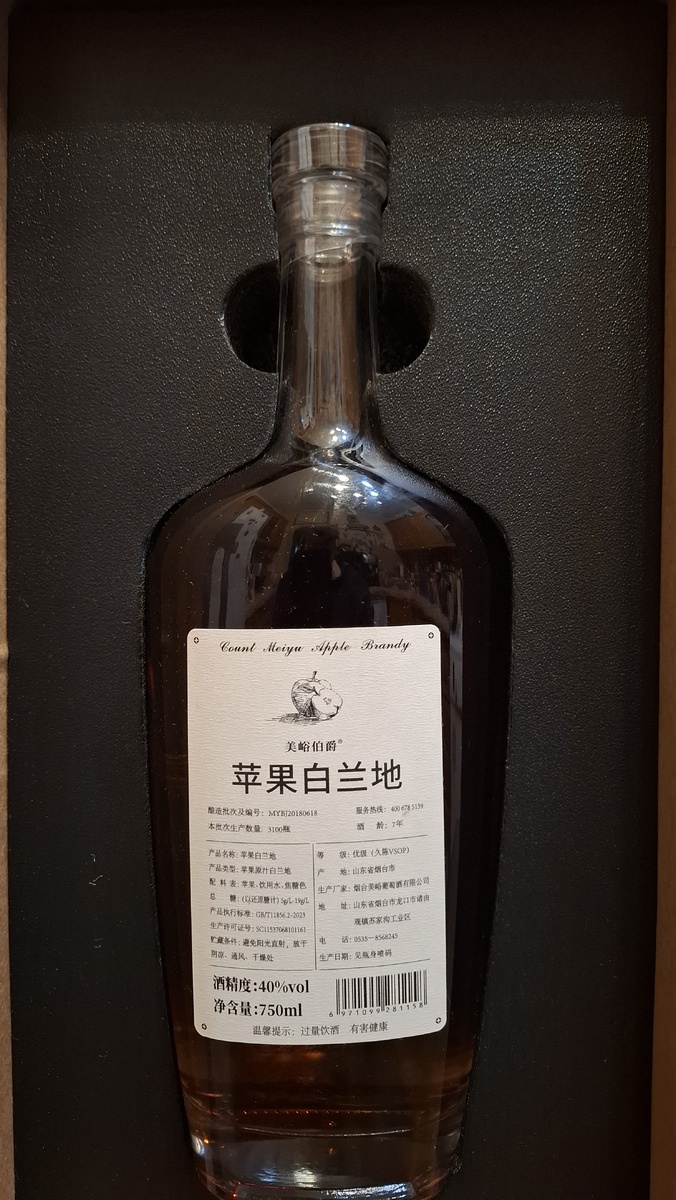 Count Meiyu Apple Brandy
美峪伯爵®
苹果白兰地
酿造批次及编号: MYBJ20180618
服务热线: 400 678 5159
本批次生产数量: 3100瓶
酒 龄: 7年
产品名称: 苹果白兰地
产品类型: 苹果原汁白兰地
配 料 表: 苹果、饮用水、焦糖色
总 糖: (以还原糖计) 5g/L-19g/L
产品执行标准: GB/T11856.2-2023
生产许可证号: SC11537068101161
贮藏条件: 避免阳光直射，放于
阴凉、通风、干燥处
等 级: 优级 (久陈VSOP)
产 地: 山东省烟台市
生产厂家: 烟台美峪葡萄酒有限公司
地 址: 山东省烟台市龙口市诸由
观镇苏家沟工业区
电 话: 0535—8568245
生产日期: 见瓶身喷码
酒精度: 40%vol
净含量: 750ml
6 971099 281158
温馨提示: 过量饮酒 有害健康